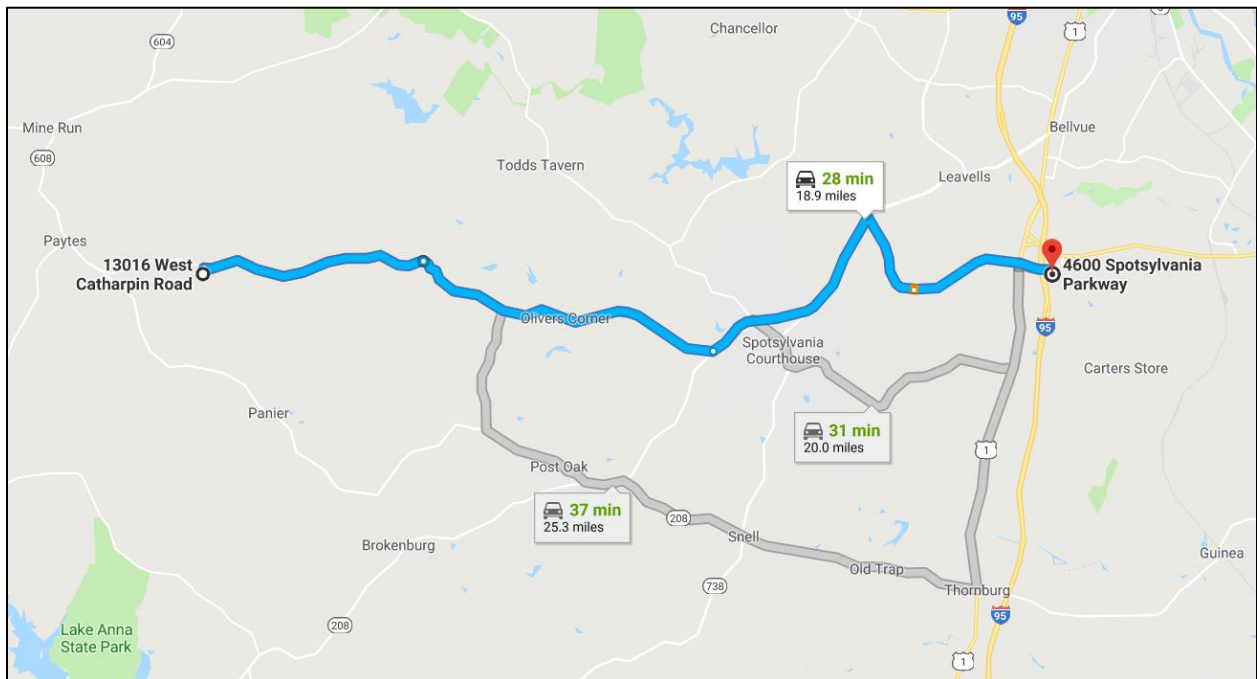 Chancellor
95
1
604
Mine Run
608
Bellvue
Todds Tavern
28 min
18.9 miles
Leavells
Paytes
13016 West
Catharpin Road
4600 Spotsylvania
Parkway
Olivers Corner
95
Spotsylvania
Courthouse
Carters Store
Panier
31 min
20.0 miles
1
Post Oak
37 min
25.3 miles
208
Snell
Brokenburg
Guinea
Old Trap
738
Thornburg
95
208
Lake Anna
State Park
1